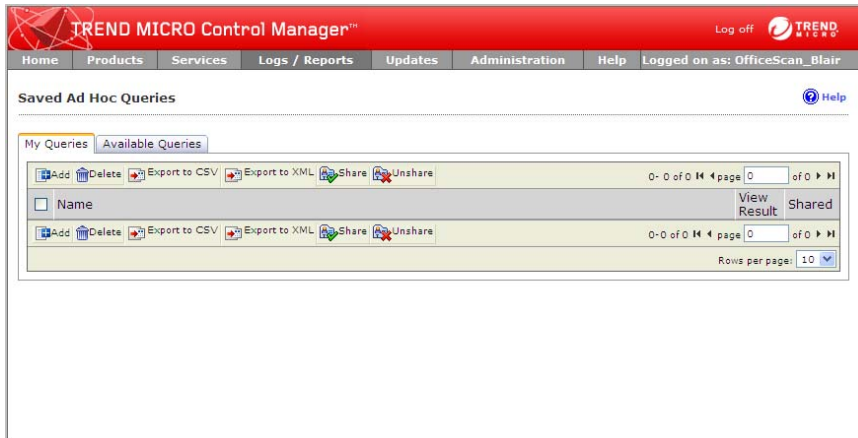 TREND MICRO Control Manager™
Log off
TREND MICRO
Home Products Services Logs / Reports Updates Administration Help Logged on as: OfficeScan_Blair
Saved Ad Hoc Queries
Help
My Queries Available Queries
Add Delete Export to CSV Export to XML Share Unshare 0- 0 of 0 page 0 of 0
Name View Result Shared
Add Delete Export to CSV Export to XML Share Unshare 0-0 of 0 page 0 of 0
Rows per page: 10